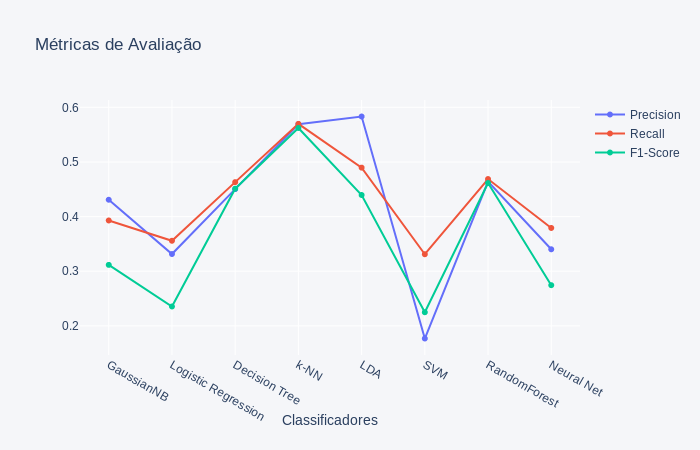 Métricas de Avaliação
0.6
0.5
0.4
0.3
0.2
GaussianNB
Logistic Regression
Decision Tree
k-NN
LDA
SVM
RandomForest
Neural Net
Classificadores
Precision
Recall
F1-Score